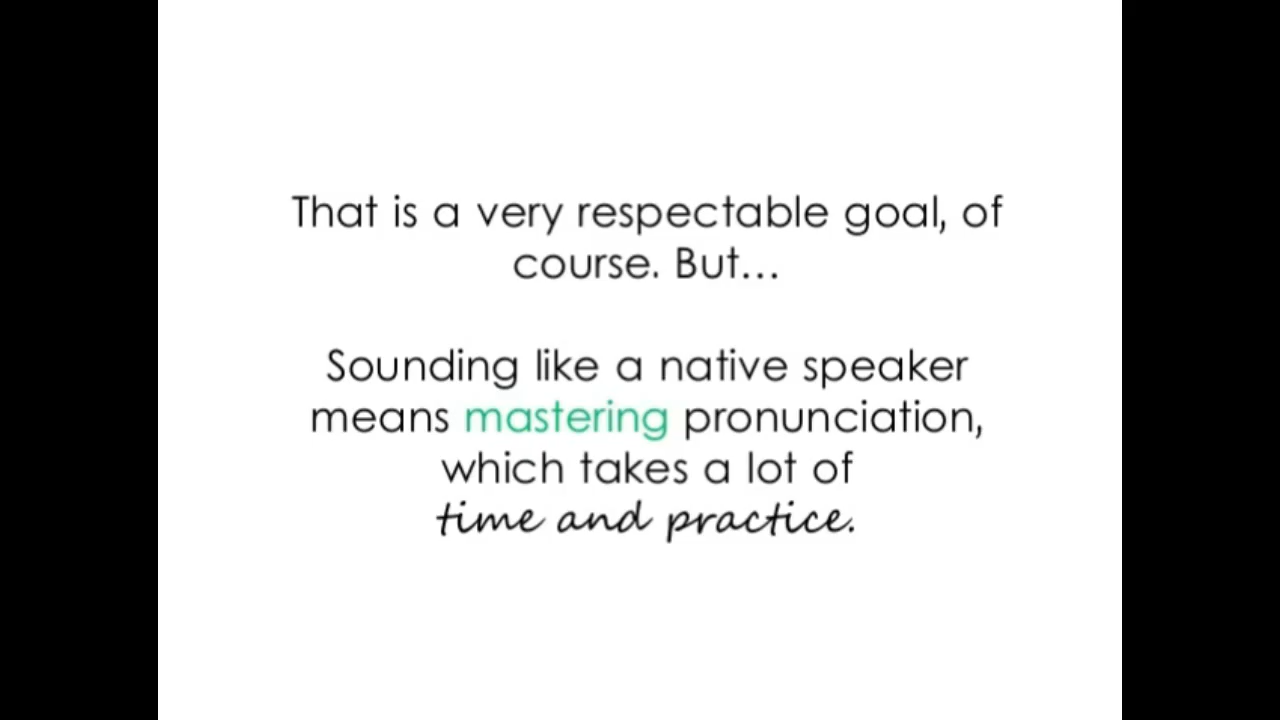 That is a very respectable goal, of
course. But...
Sounding like a native speaker
means mastering pronunciation,
which takes a lot of
time and practice.